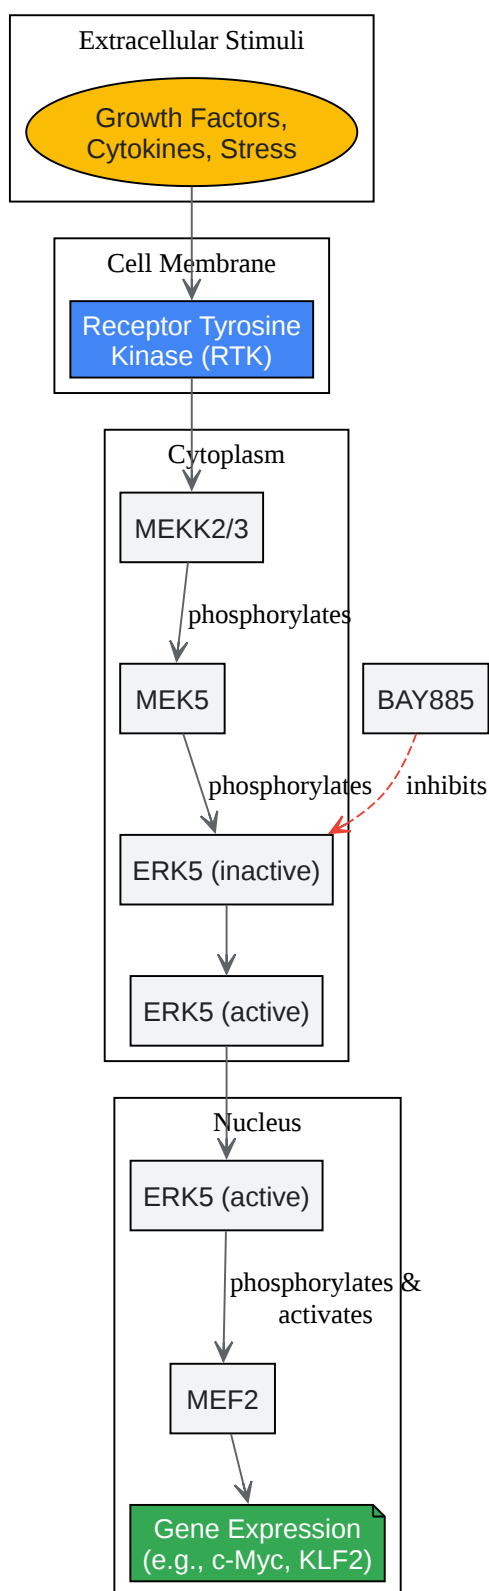 Extracellular Stimuli
Growth Factors,
Cytokines, Stress
Cell Membrane
Receptor Tyrosine
Kinase (RTK)
Cytoplasm
MEKK2/3
phosphorylates
MEK5
BAY885
phosphorylates
inhibits
ERK5 (inactive)
ERK5 (active)
Nucleus
ERK5 (active)
phosphorylates &
activates
MEF2
Gene Expression
(e.g., c-Myc, KLF2)